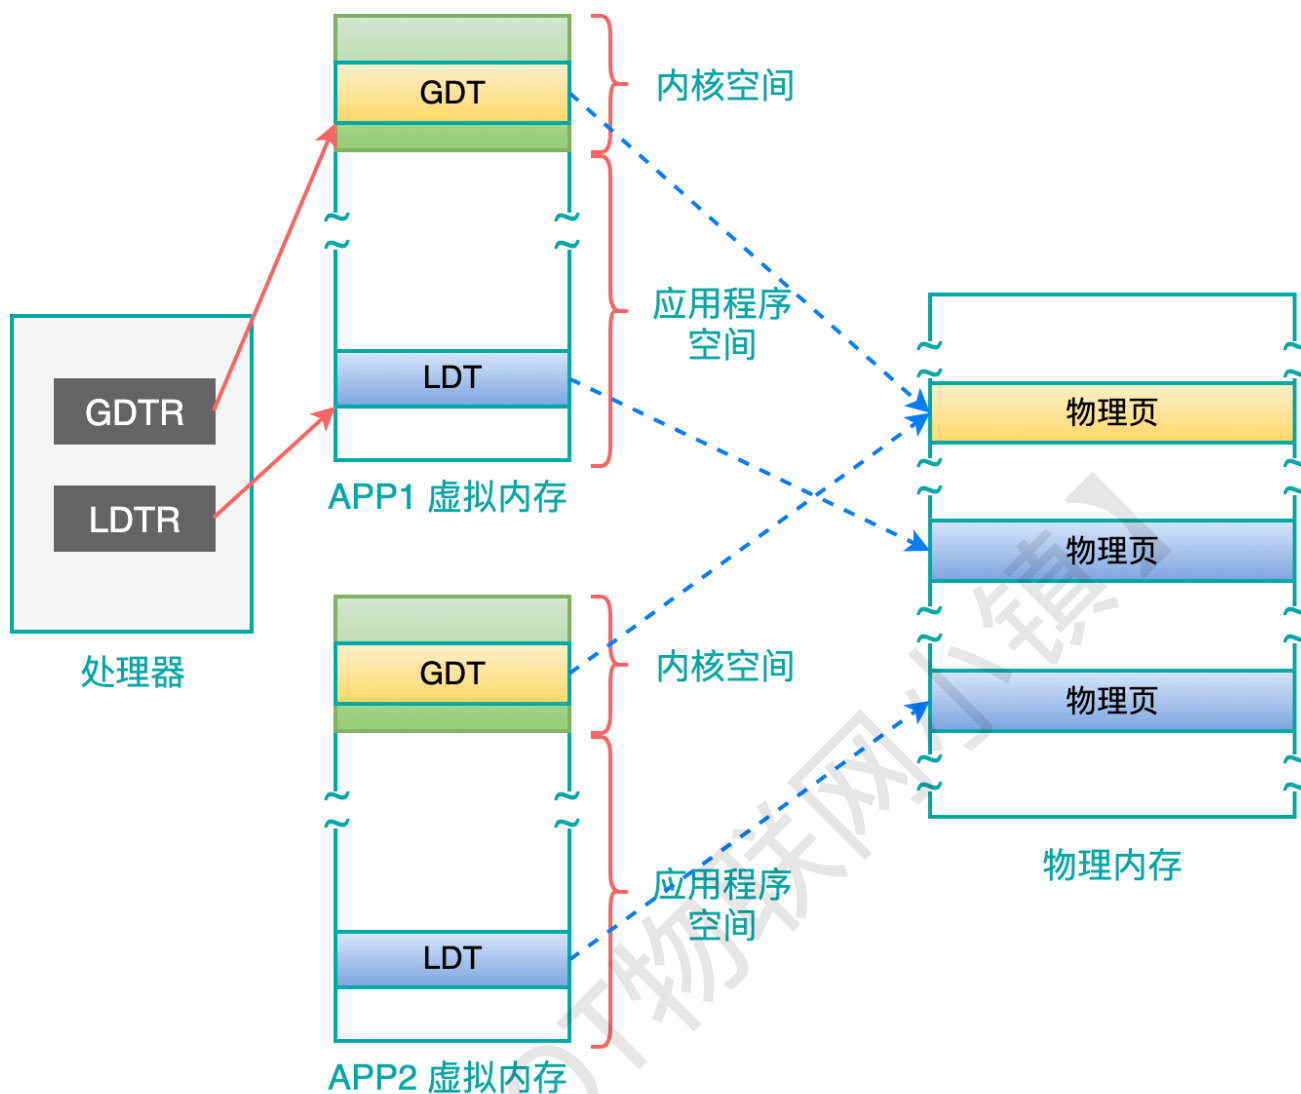 GDT
内核空间
应用程序
空间
LDT
APP1 虚拟内存
GDTR
LDTR
处理器
GDT
内核空间
应用程序
空间
LDT
APP2 虚拟内存
物理页
物理页
物理页
物理内存
OT物联网小镇】